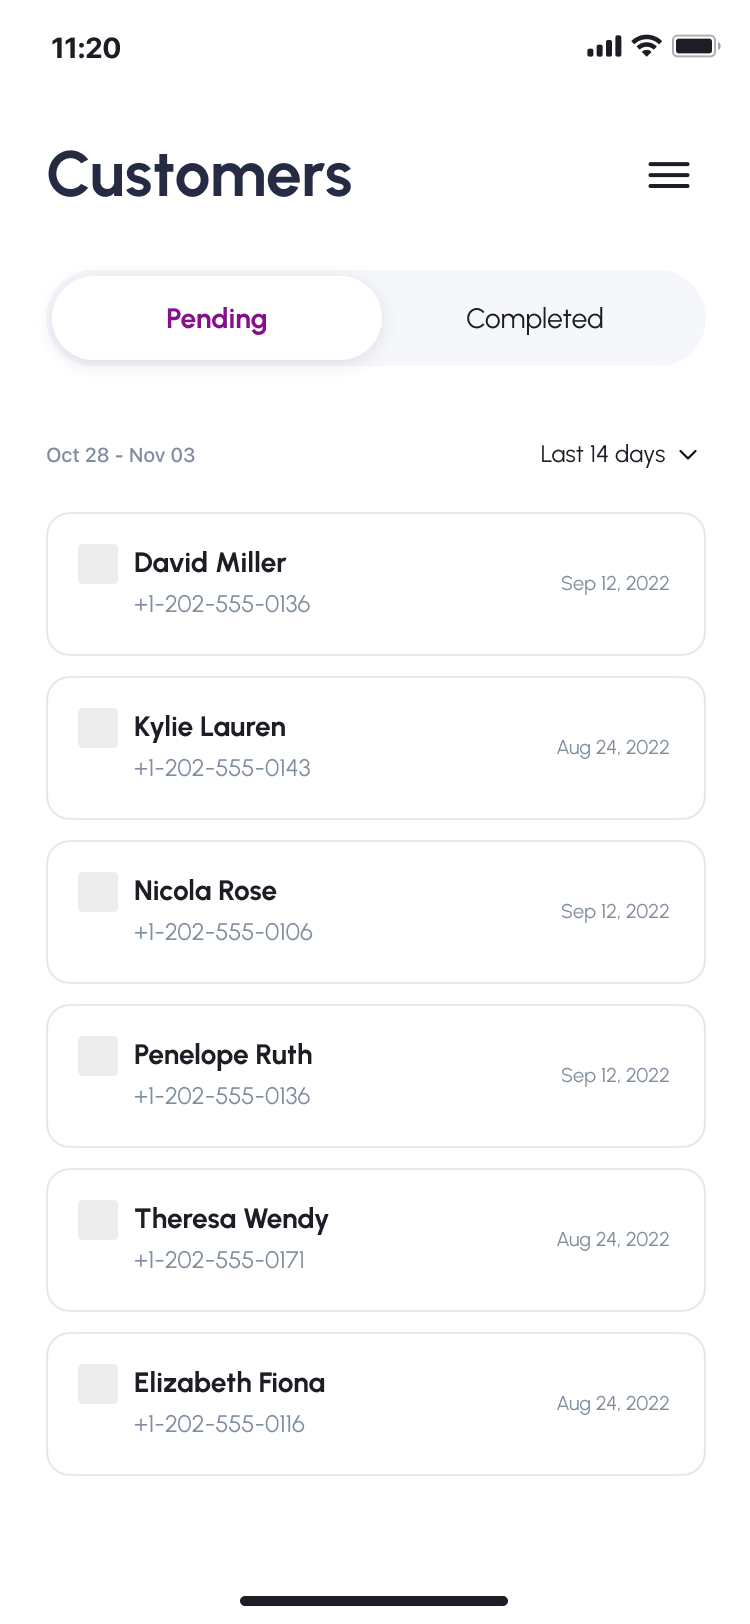 11:20
Customers
Pending
Completed
Oct 28 - Nov 03
Last 14 days
David Miller
+1-202-555-0136
Sep 12, 2022
Kylie Lauren
+1-202-555-0143
Aug 24, 2022
Nicola Rose
+1-202-555-0106
Sep 12, 2022
Penelope Ruth
+1-202-555-0136
Sep 12, 2022
Theresa Wendy
+1-202-555-0171
Aug 24, 2022
Elizabeth Fiona
+1-202-555-0116
Aug 24, 2022